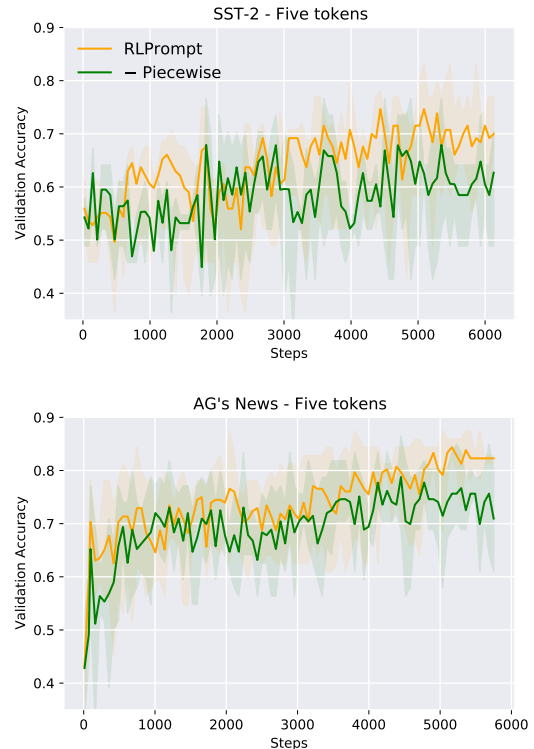 SST-2 - Five tokens
0.9
0.8
0.7
0.6
0.5
0.4
Validation Accuracy
RLPrompt
− Piecewise
0 1000 2000 3000 4000 5000 6000
Steps
AG's News - Five tokens
0.9
0.8
0.7
0.6
0.5
0.4
Validation Accuracy
0 1000 2000 3000 4000 5000 6000
Steps